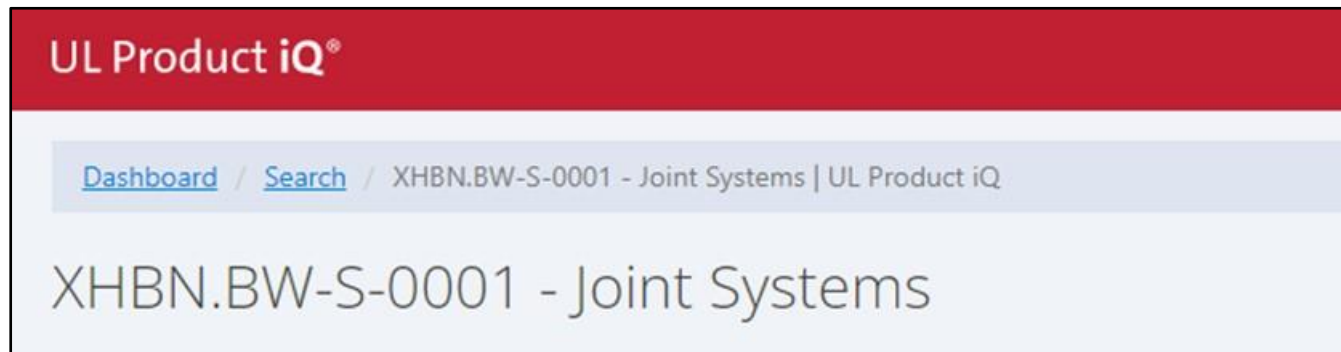 UL Product iQ®
Dashboard / Search / XHBN.BW-S-0001 - Joint Systems | UL Product iQ
XHBN.BW-S-0001 - Joint Systems